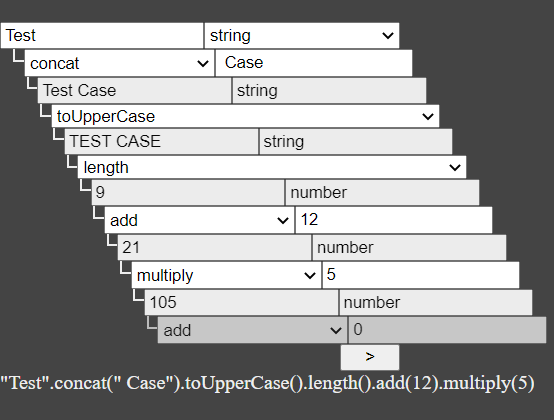 Test string
concat Case
Test Case string
toUpperCase
TEST CASE string
length
9 number
add 12
21 number
multiply 5
105 number
add 0
>
"Test".concat(" Case").toUpperCase().length().add(12).multiply(5)